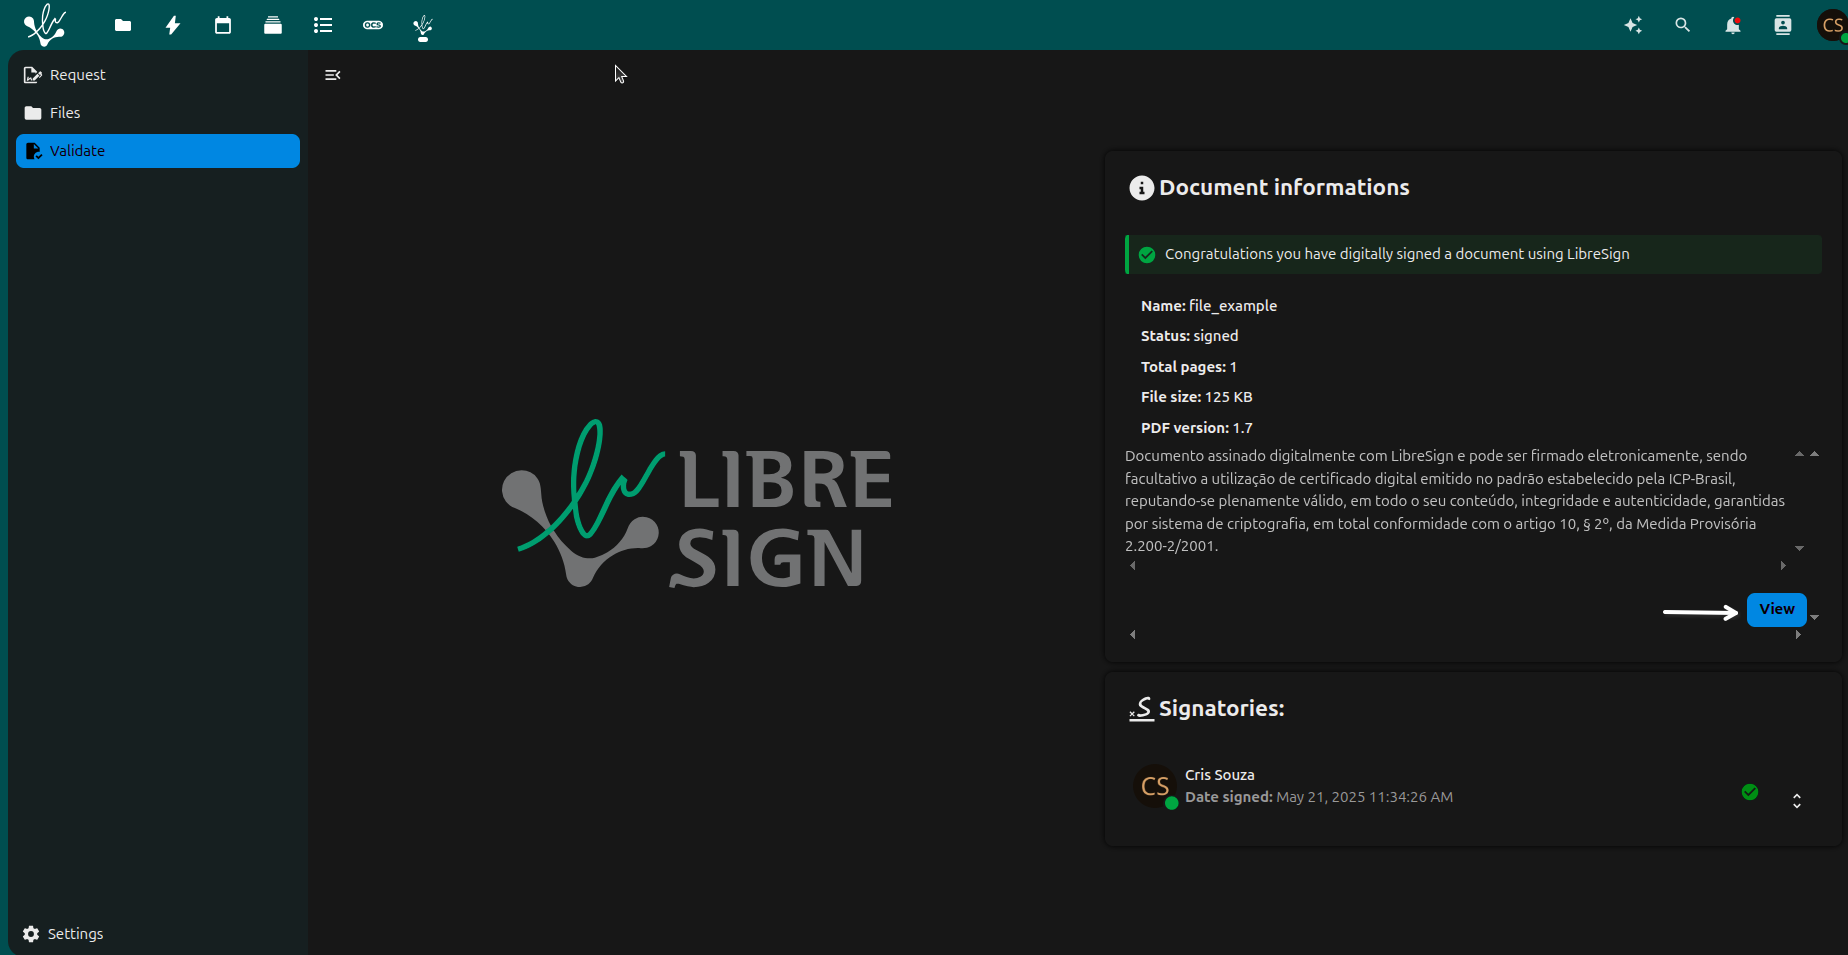 OCS
CS
Request
Files
Validate
Document informations
Congratulations you have digitally signed a document using LibreSign
Name: file_example
Status: signed
Total pages: 1
File size: 125 KB
PDF version: 1.7
Documento assinado digitalmente com LibreSign e pode ser firmado eletronicamente, sendo
facultativo a utilização de certificado digital emitido no padrão estabelecido pela ICP-Brasil,
reputando-se plenamente válido, em todo o seu conteúdo, integridade e autenticidade, garantidas
por sistema de criptografia, em total conformidade com o artigo 10, § 2º, da Medida Provisória
2.200-2/2001.
View
LIBRE
SIGN
Signatories:
CS
Cris Souza
Date signed: May 21, 2025 11:34:26 AM
Settings